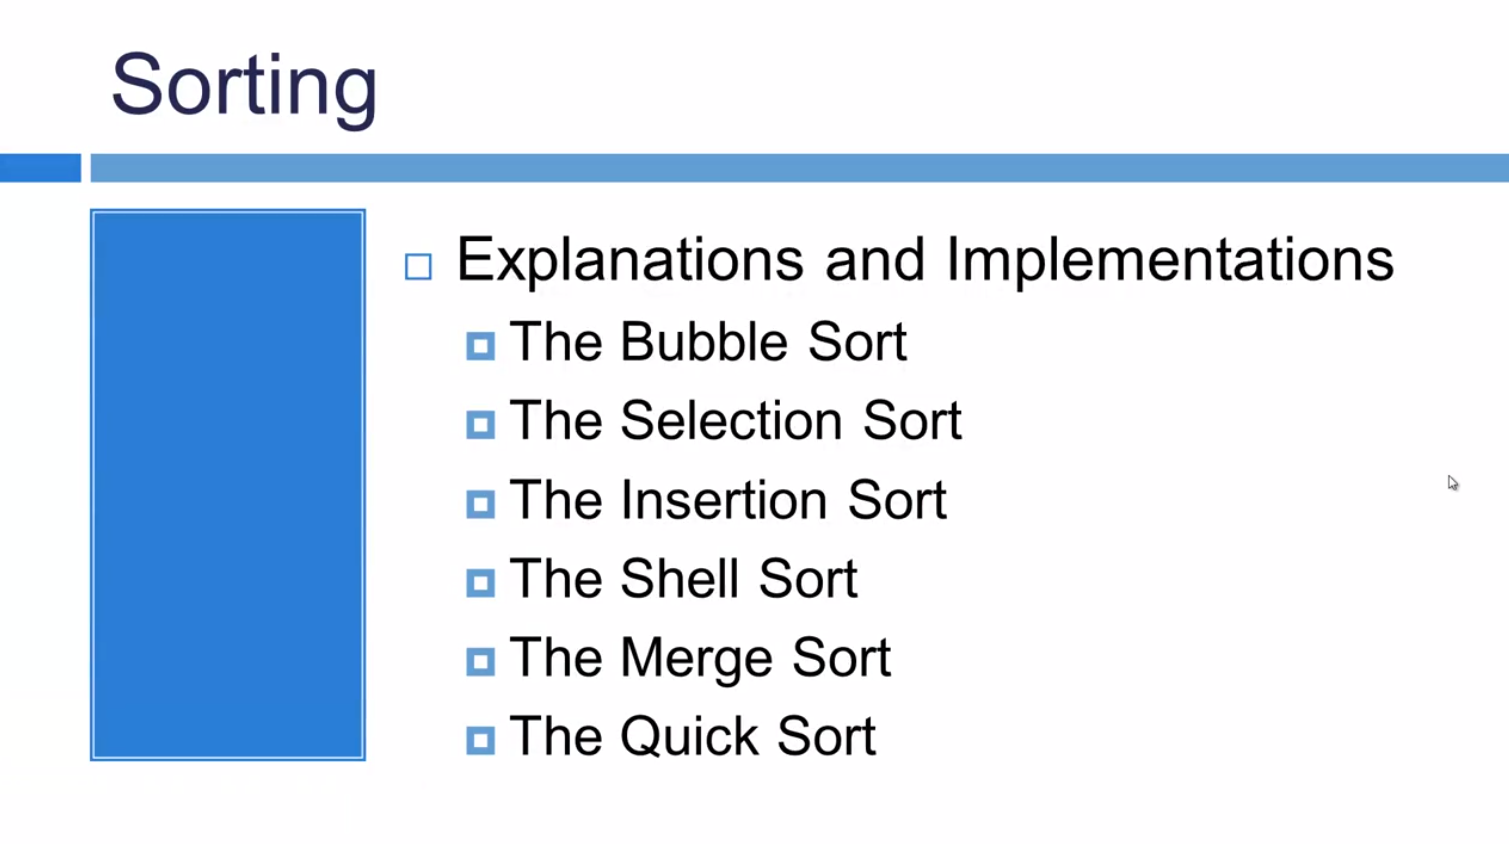 Sorting
Explanations and Implementations
The Bubble Sort
The Selection Sort
The Insertion Sort
The Shell Sort
The Merge Sort
The Quick Sort